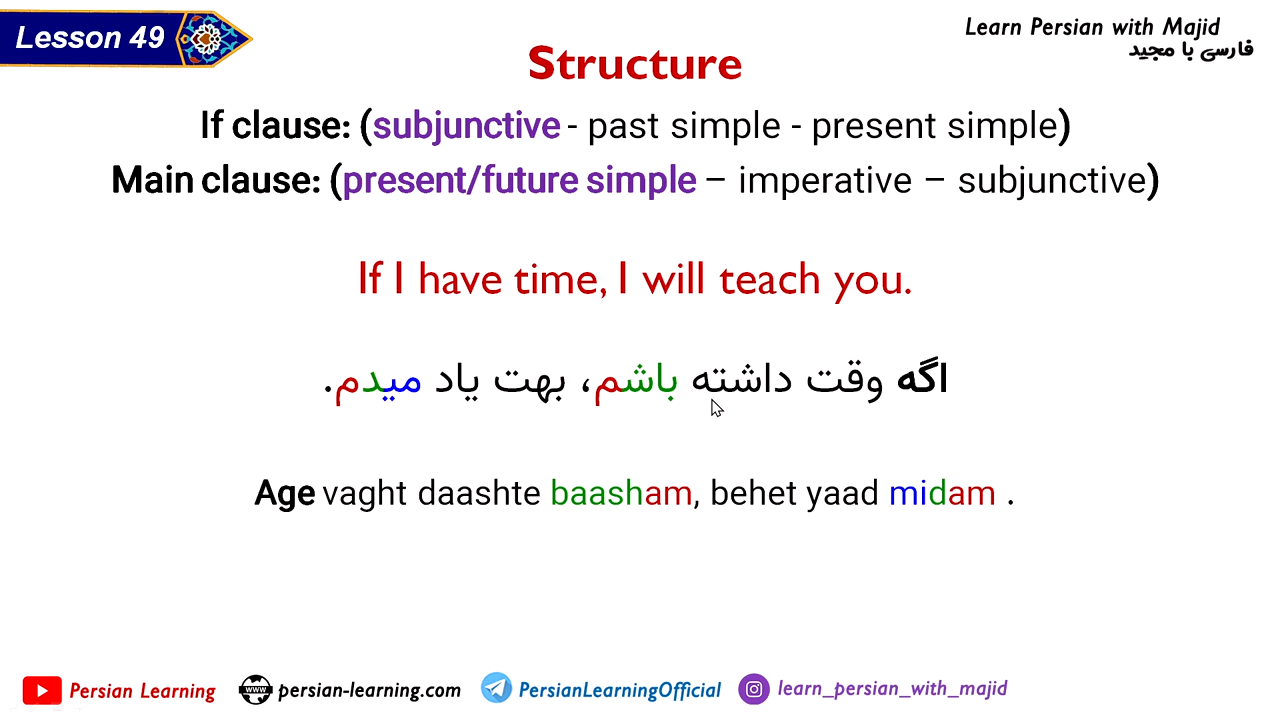 Lesson 49
Learn Persian with Majid
فارسی با مجید
Structure
If clause: (subjunctive - past simple - present simple)
Main clause: (present/future simple – imperative – subjunctive)
If I have time, I will teach you.
اگه وقت داشته باشم، بهت یاد میدم.
Age vaght daashte baasham, behet yaad midam .
Persian Learning
www
persian-learning.com
PersianLearningOfficial
learn_persian_with_majid